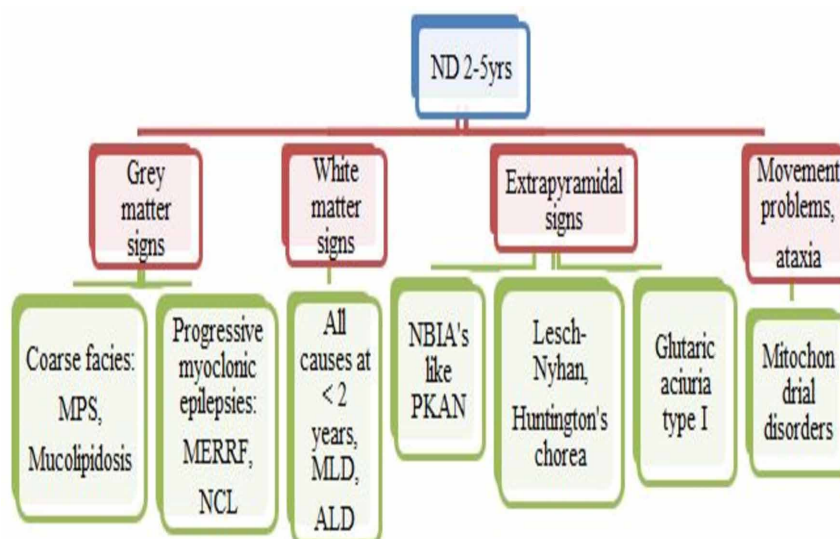 ND 2-5yrs
Grey
matter
signs
White
matter
signs
Extrapyramidal
signs
Movement
problems,
ataxia
Coarse facies:
MPS,
Mucolipidosis
Progressive
myoclonic
epilepsies:
MERRF,
NCL
All
causes at
< 2
years,
MLD,
ALD
NBIA's
like
PKAN
Lesch-
Nyhan,
Huntington's
chorea
Glutaric
aciuria
type I
Mitochon
drial
disorders